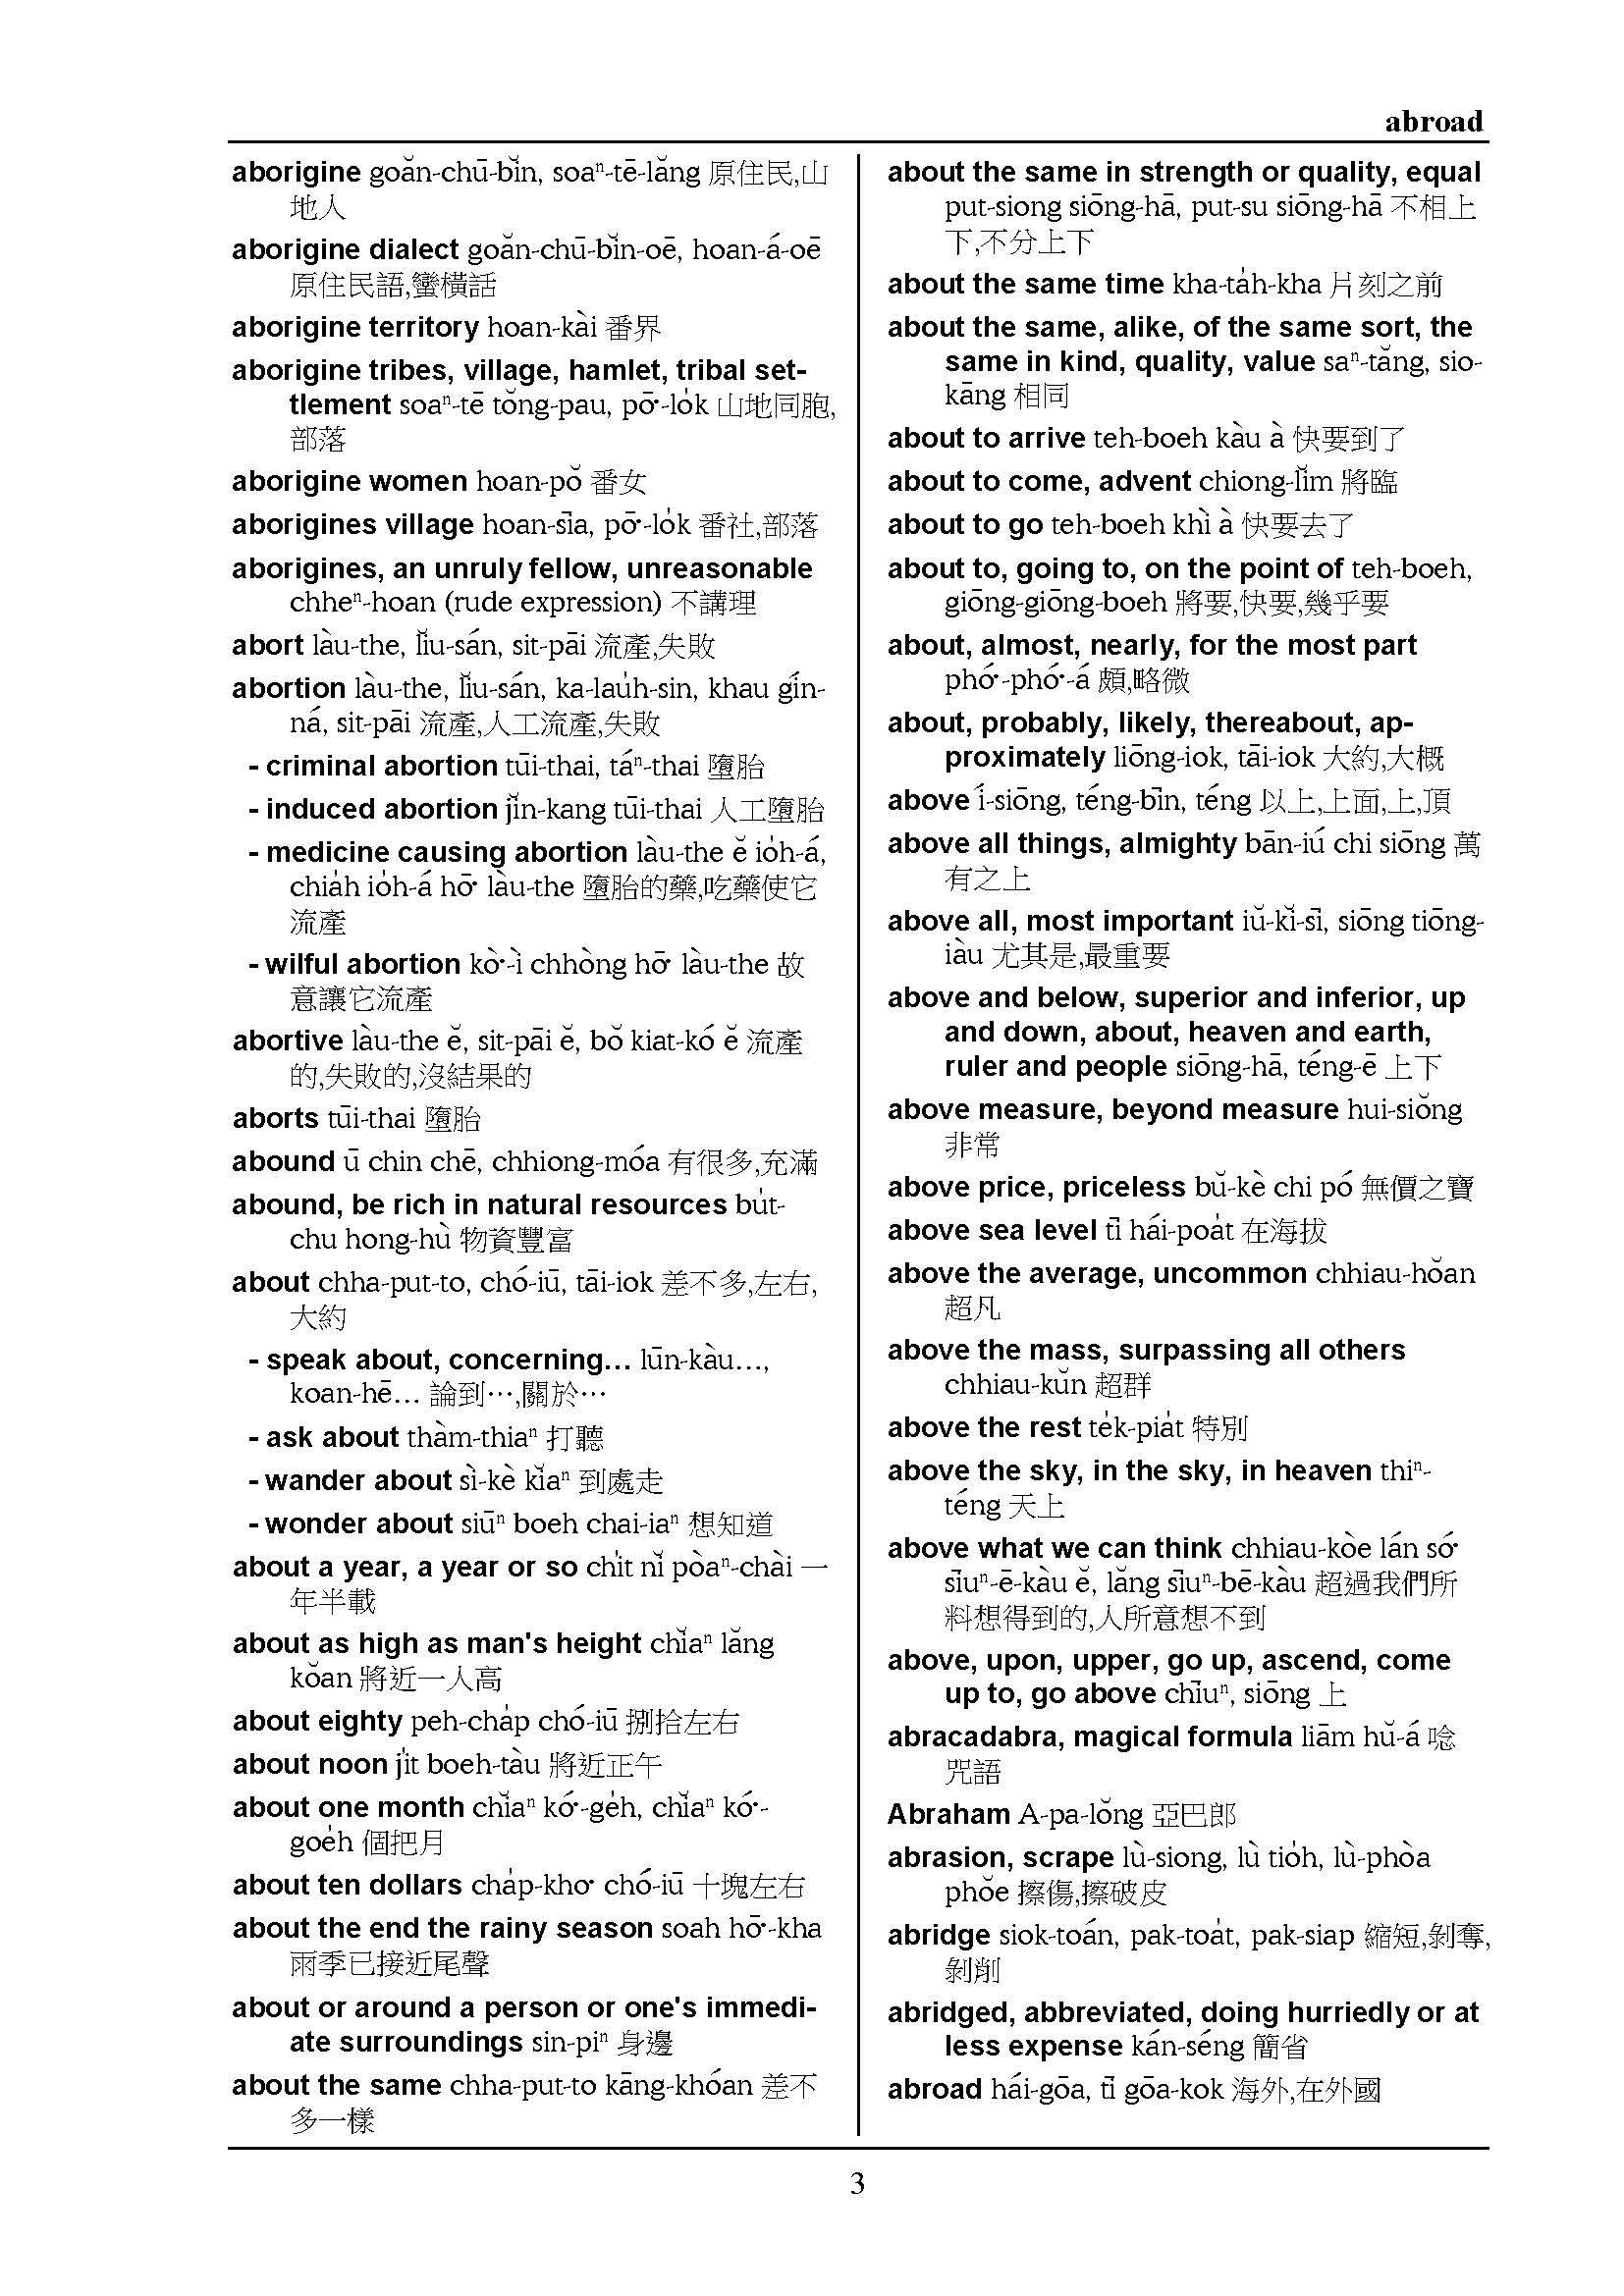 abroad
aborigine goăn-chū-bĭn, soaⁿ-tē-lăng 原住民,山
地人
aborigine dialect goăn-chū-bĭn-oē, hoan-á-oē
原住民語,蠻橫話
aborigine territory hoan-kài 番界
aborigine tribes, village, hamlet, tribal set-
tlement soaⁿ-tē tŏng-pau, pō͘-lo̍k 山地同胞,
部落
aborigine women hoan-pŏ 番女
aborigines village hoan-sīa, pō͘-lo̍k 番社,部落
aborigines, an unruly fellow, unreasonable
chheⁿ-hoan (rude expression) 不講理
abort làu-the, lĭu-sán, sit-pāi 流產,失敗
abortion làu-the, lĭu-sán, ka-lau̍h-sin, khau gín-
ná, sit-pāi 流產,人工流產,失敗
- criminal abortion tūi-thai, táⁿ-thai 墮胎
- induced abortion jĭn-kang tūi-thai 人工墮胎
- medicine causing abortion làu-the ĕ io̍h-á,
chia̍h io̍h-á hō͘ làu-the 墮胎的藥,吃藥使它
流產
- wilful abortion kò͘-ì chhòng hō͘ làu-the 故
意讓它流產
abortive làu-the ĕ, sit-pāi ĕ, bŏ kiat-kó ĕ 流產
的,失敗的,沒結果的
aborts tūi-thai 墮胎
abound ū chin chē, chhiong-móa 有很多,充滿
abound, be rich in natural resources bu̍t-
chu hong-hù 物資豐富
about chha-put-to, chó-iū, tāi-iok 差不多,左右,
大約
- speak about, concerning… lūn-kàu…,
koan-hē… 論到…,關於…
- ask about thàm-thiaⁿ 打聽
- wander about sì-kè kĭaⁿ 到處走
- wonder about siūⁿ boeh chai-iaⁿ 想知道
about a year, a year or so chi̍t nĭ pòaⁿ-chài 一
年半載
about as high as man's height chĭaⁿ lăng
kŏan 將近一人高
about eighty peh-cha̍p chó-iū 捌拾左右
about noon ji̍t boeh-tàu 將近正午
about one month chĭaⁿ kó͘-ge̍h, chĭaⁿ kó͘-
goe̍h 個把月
about ten dollars cha̍p-kho͘ chó-iū 十塊左右
about the end the rainy season soah hō͘-kha
雨季已接近尾聲
about or around a person or one's immedi-
ate surroundings sin-piⁿ 身邊
about the same chha-put-to kāng-khóan 差不
多一樣
about the same in strength or quality, equal
put-siong siōng-hā, put-su siōng-hā 不相上
下,不分上下
about the same time kha-ta̍h-kha 片刻之前
about the same, alike, of the same sort, the
same in kind, quality, value saⁿ-tăng, sio-
kāng 相同
about to arrive teh-boeh kàu à 快要到了
about to come, advent chiong-lĭm 將臨
about to go teh-boeh khì à 快要去了
about to, going to, on the point of teh-boeh,
giōng-giōng-boeh 將要,快要,幾乎要
about, almost, nearly, for the most part
phó͘-phó͘-á 頗,略微
about, probably, likely, thereabout, ap-
proximately liōng-iok, tāi-iok 大約,大概
above í-siōng, téng-bīn, téng 以上,上面,上,頂
above all things, almighty bān-iú chi siōng 萬
有之上
above all, most important iŭ-kĭ-sī, siōng tiōng-
iàu 尤其是,最重要
above and below, superior and inferior, up
and down, about, heaven and earth,
ruler and people siōng-hā, téng-ē 上下
above measure, beyond measure hui-siŏng
非常
above price, priceless bŭ-kè chi pó 無價之寶
above sea level tī hái-poa̍t 在海拔
above the average, uncommon chhiau-hŏan
超凡
above the mass, surpassing all others
chhiau-kŭn 超群
above the rest te̍k-pia̍t 特別
above the sky, in the sky, in heaven thiⁿ-
téng 天上
above what we can think chhiau-kòe lán só͘
sīuⁿ-ē-kàu ĕ, lăng sīuⁿ-bē-kàu 超過我們所
料想得到的,人所意想不到
above, upon, upper, go up, ascend, come
up to, go above chīuⁿ, siōng 上
abracadabra, magical formula liām hŭ-á 唸
咒語
Abraham A-pa-lŏng 亞巴郎
abrasion, scrape lù-siong, lù tio̍h, lù-phòa
phŏe 擦傷,擦破皮
abridge siok-toán, pak-toa̍t, pak-siap 縮短,剝奪,
剝削
abridged, abbreviated, doing hurriedly or at
less expense kán-séng 簡省
abroad hái-gōa, tī gōa-kok 海外,在外國
3